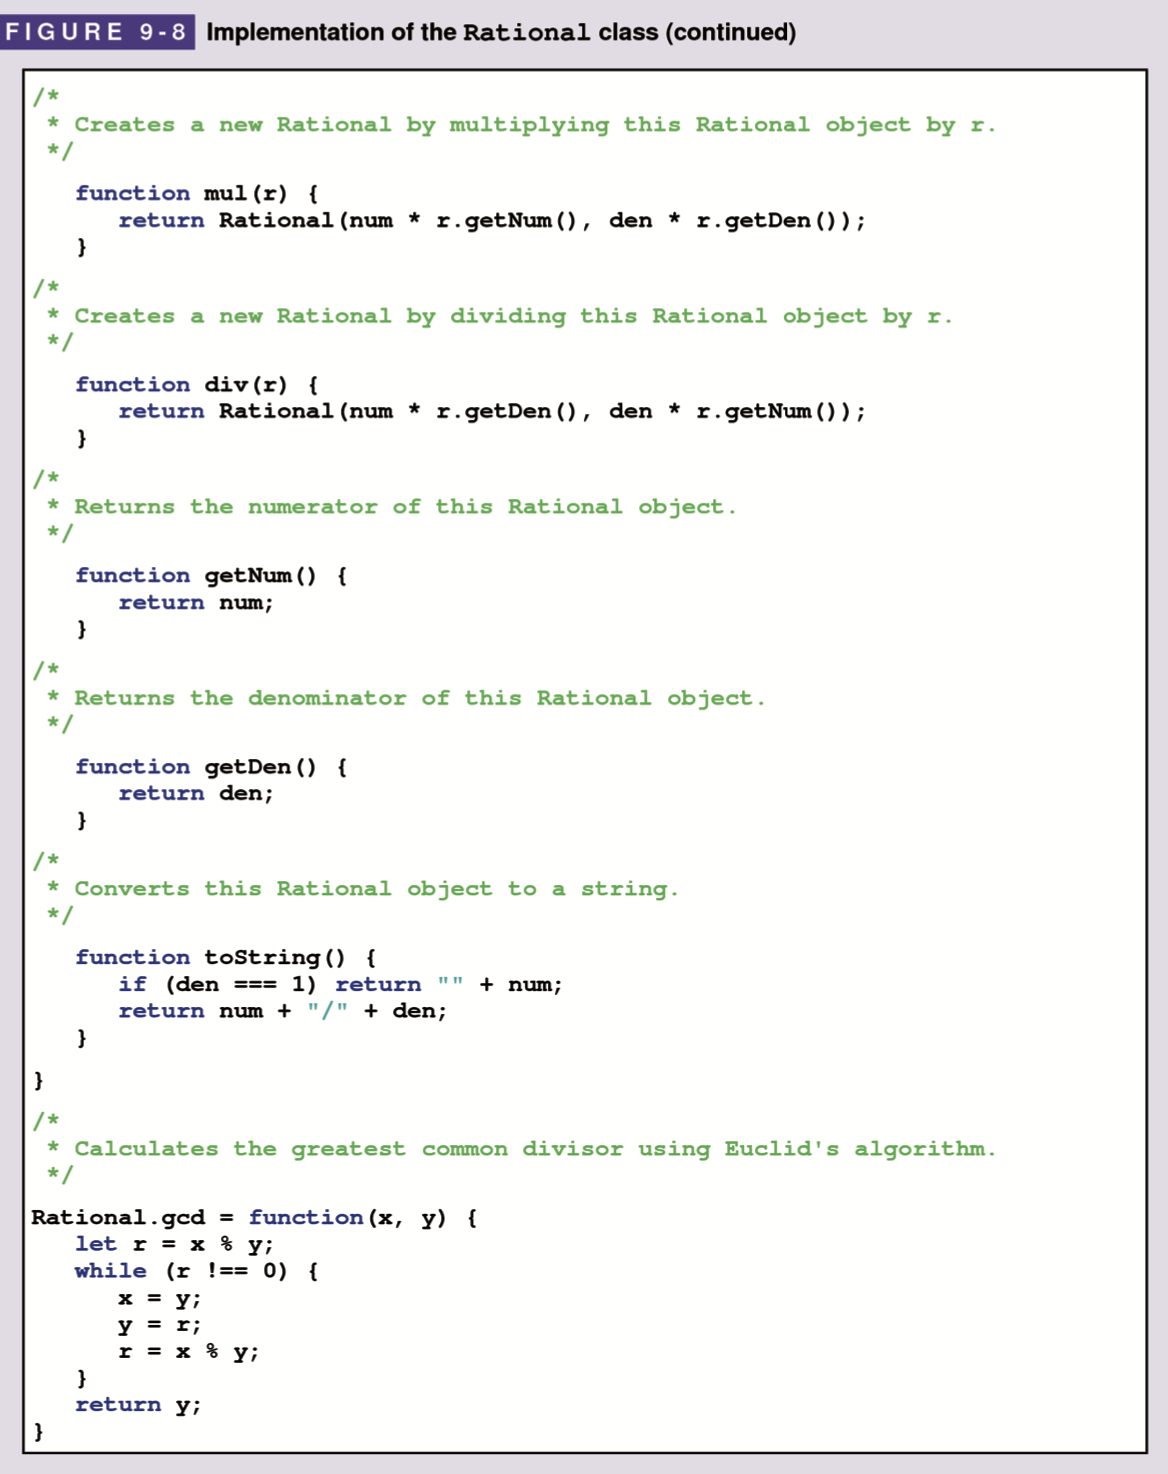 FIGURE 9-8 Implementation of the Rational class (continued)
/*
 * Creates a new Rational by multiplying this Rational object by r.
 */
   function mul(r) {
      return Rational(num * r.getNum(), den * r.getDen());
   }
/*
 * Creates a new Rational by dividing this Rational object by r.
 */
   function div(r) {
      return Rational(num * r.getDen(), den * r.getNum());
   }
/*
 * Returns the numerator of this Rational object.
 */
   function getNum() {
      return num;
   }
/*
 * Returns the denominator of this Rational object.
 */
   function getDen() {
      return den;
   }
/*
 * Converts this Rational object to a string.
 */
   function toString() {
      if (den === 1) return "" + num;
      return num + "/" + den;
   }
}
/*
 * Calculates the greatest common divisor using Euclid's algorithm.
 */
Rational.gcd = function(x, y) {
   let r = x % y;
   while (r !== 0) {
      x = y;
      y = r;
      r = x % y;
   }
   return y;
}